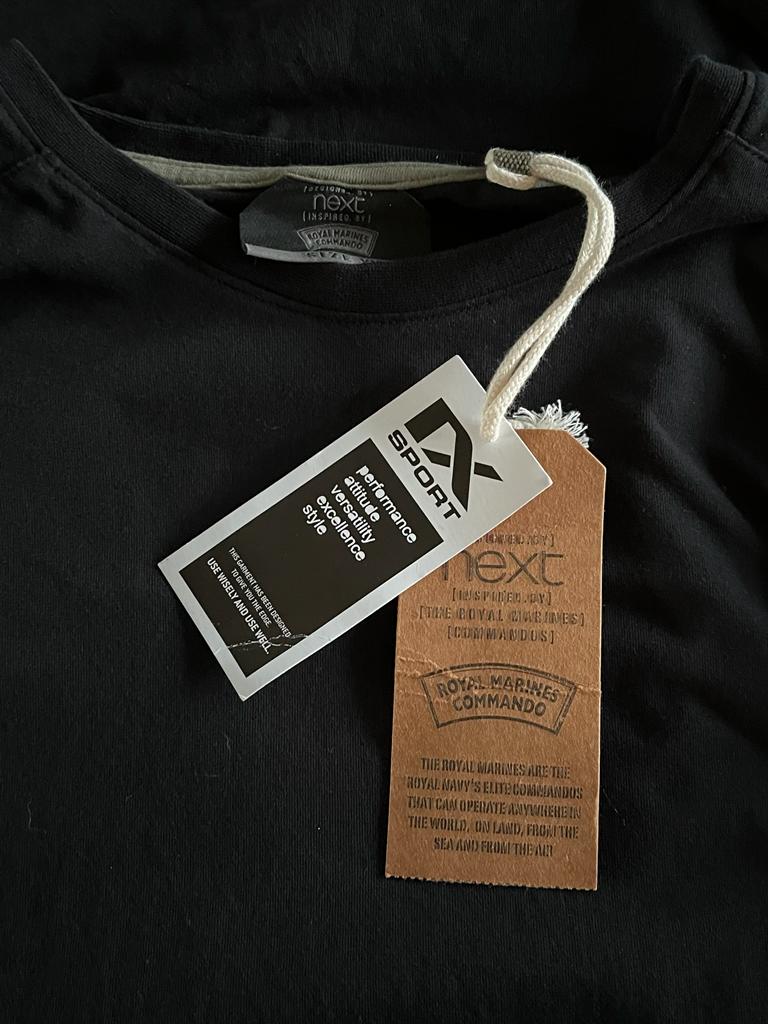 next
[INSPIRED. BY]
ROYAL MARINES
COMMANDO
NX
SPORT
performance
attitude
versatility
excellence
style
THIS GARMENT HAS BEEN DESIGNED
TO GIVE YOU THE EDGE.
USE WISELY AND USE WELL.
next
[INSPIRED. BY]
[THE ROYAL MARINES]
[COMMANDOS]
ROYAL MARINES
COMMANDO
THE ROYAL MARINES ARE THE
ROYAL NAVY'S ELITE COMMANDOS
THAT CAN OPERATE ANYWHERE IN
THE WORLD, ON LAND, FROM THE
SEA AND FROM THE AIR